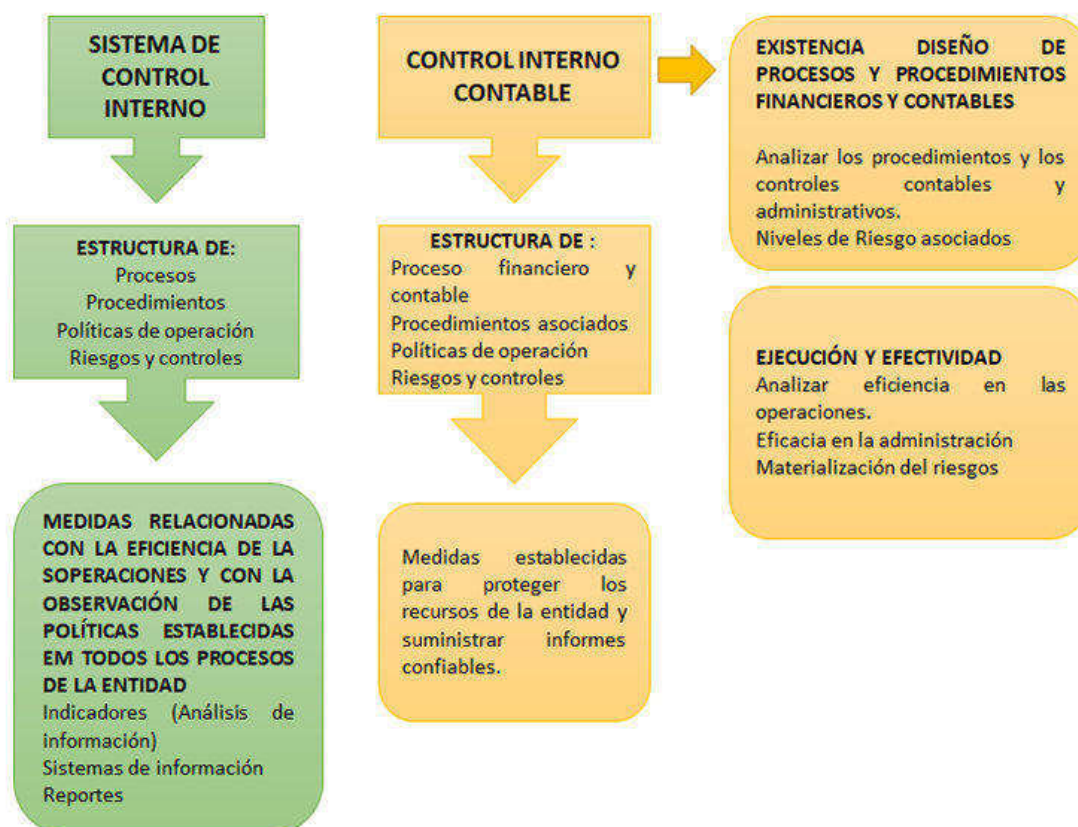 SISTEMA DE
CONTROL
INTERNO
ESTRUCTURA DE:
Procesos
Procedimientos
Políticas de operación
Riesgos y controles
MEDIDAS RELACIONADAS
CON LA EFICIENCIA DE LA
SOPERACIONES Y CON LA
OBSERVACIÓN DE LAS
POLÍTICAS ESTABLECIDAS
EM TODOS LOS PROCESOS
DE LA ENTIDAD
Indicadores (Análisis de
información)
Sistemas de información
Reportes
CONTROL INTERNO
CONTABLE
ESTRUCTURA DE :
Proceso financiero y
contable
Procedimientos asociados
Políticas de operación
Riesgos y controles
Medidas establecidas
para proteger los
recursos de la entidad y
suministrar informes
confiables.
EXISTENCIA DISEÑO DE
PROCESOS Y PROCEDIMIENTOS
FINANCIEROS Y CONTABLES
Analizar los procedimientos y los
controles contables y
administrativos.
Niveles de Riesgo asociados
EJECUCIÓN Y EFECTIVIDAD
Analizar eficiencia en las
operaciones.
Eficacia en la administración
Materialización del riesgos